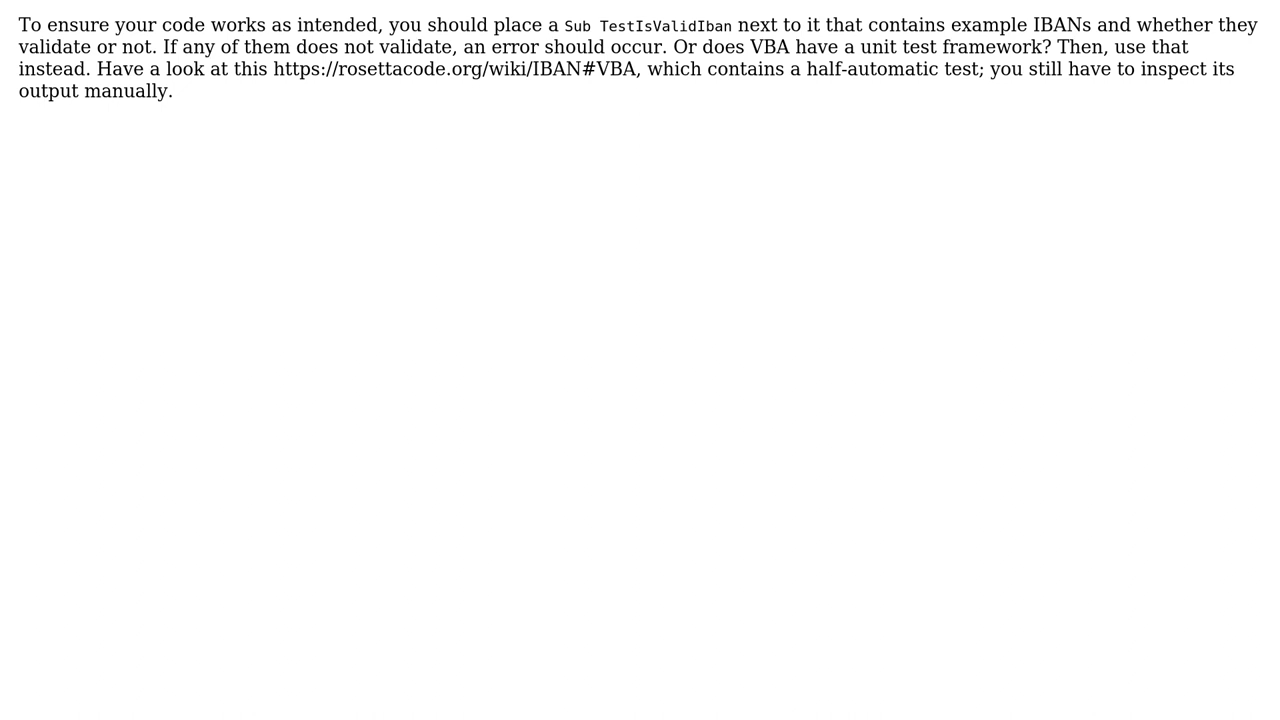 To ensure your code works as intended, you should place a Sub TestIsValidIban next to it that contains example IBANs and whether they
validate or not. If any of them does not validate, an error should occur. Or does VBA have a unit test framework? Then, use that
instead. Have a look at this https://rosettacode.org/wiki/IBAN#VBA, which contains a half-automatic test; you still have to inspect its
output manually.